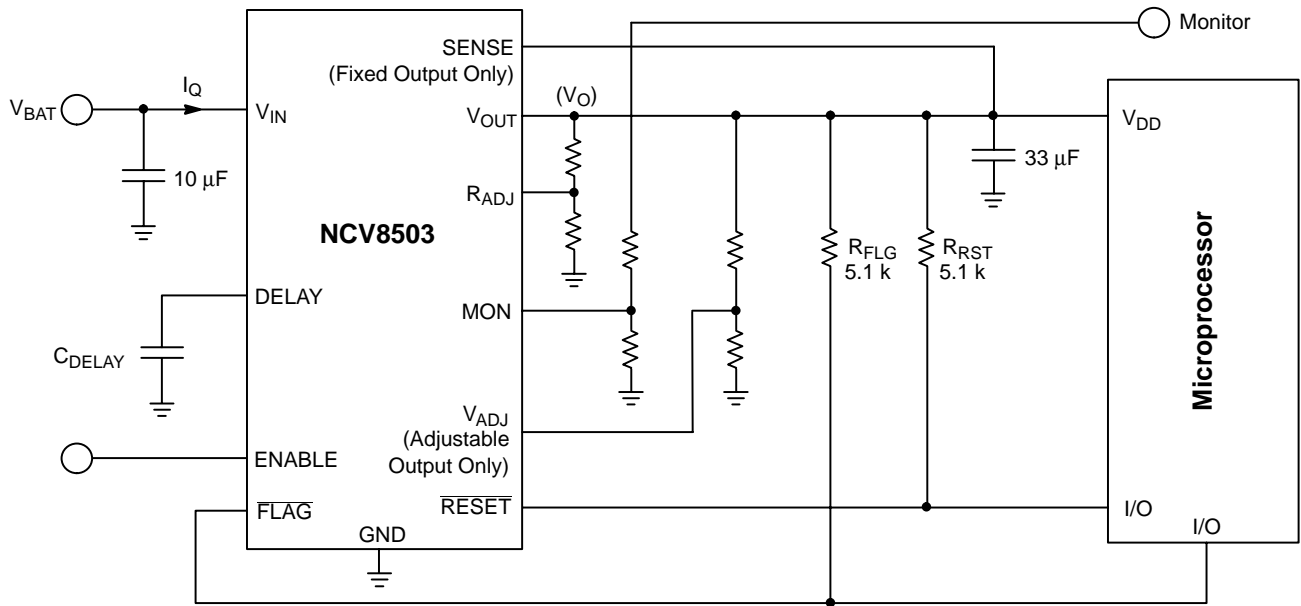 Monitor
SENSE
(Fixed Output Only)
I_Q
V_BAT
V_IN
(V_O)
V_OUT
V_DD
10 μF
33 μF
R_ADJ
NCV8503
R_FLG
5.1 k
R_RST
5.1 k
DELAY
MON
C_DELAY
Microprocessor
V_ADJ
(Adjustable
Output Only)
ENABLE
FLAG
RESET
I/O
I/O
GND